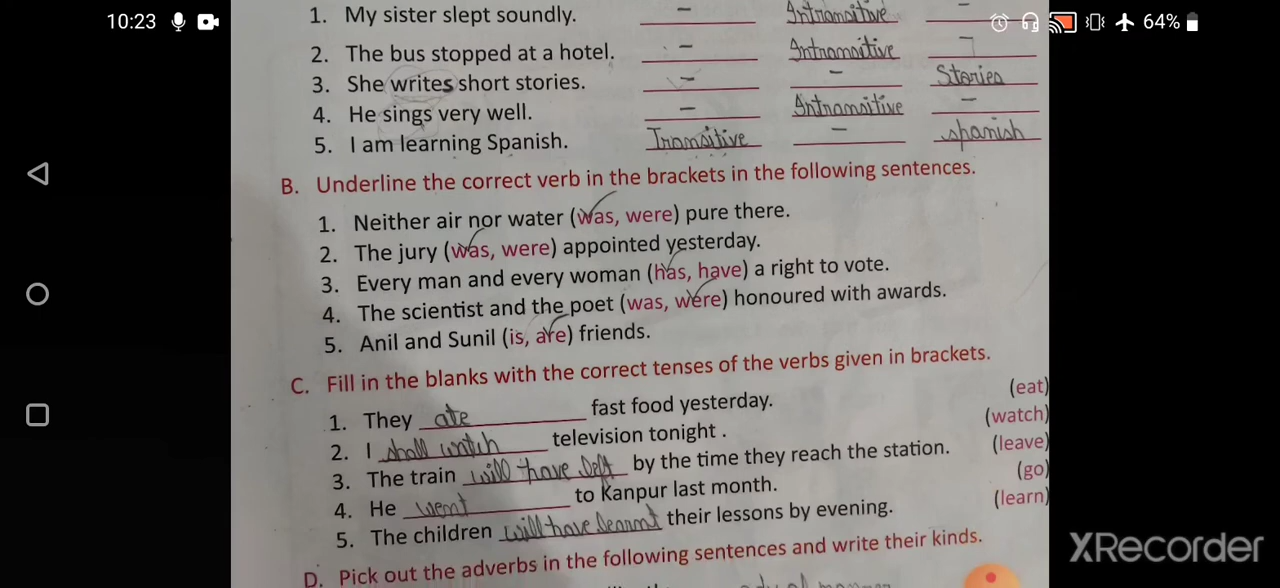 10:23
64%
1. My sister slept soundly. - Intransitive -
2. The bus stopped at a hotel. - Intransitive -
3. She writes short stories. - - Stories
4. He sings very well. - Intransitive -
5. I am learning Spanish. Transitive - spanish
B. Underline the correct verb in the brackets in the following sentences.
1. Neither air nor water (was, were) pure there.
2. The jury (was, were) appointed yesterday.
3. Every man and every woman (has, have) a right to vote.
4. The scientist and the poet (was, were) honoured with awards.
5. Anil and Sunil (is, are) friends.
C. Fill in the blanks with the correct tenses of the verbs given in brackets.
1. They ate fast food yesterday. (eat)
2. I shall watch television tonight . (watch)
3. The train will have left by the time they reach the station. (leave)
4. He went to Kanpur last month. (go)
5. The children will have learnt their lessons by evening. (learn)
D. Pick out the adverbs in the following sentences and write their kinds.
XRecorder